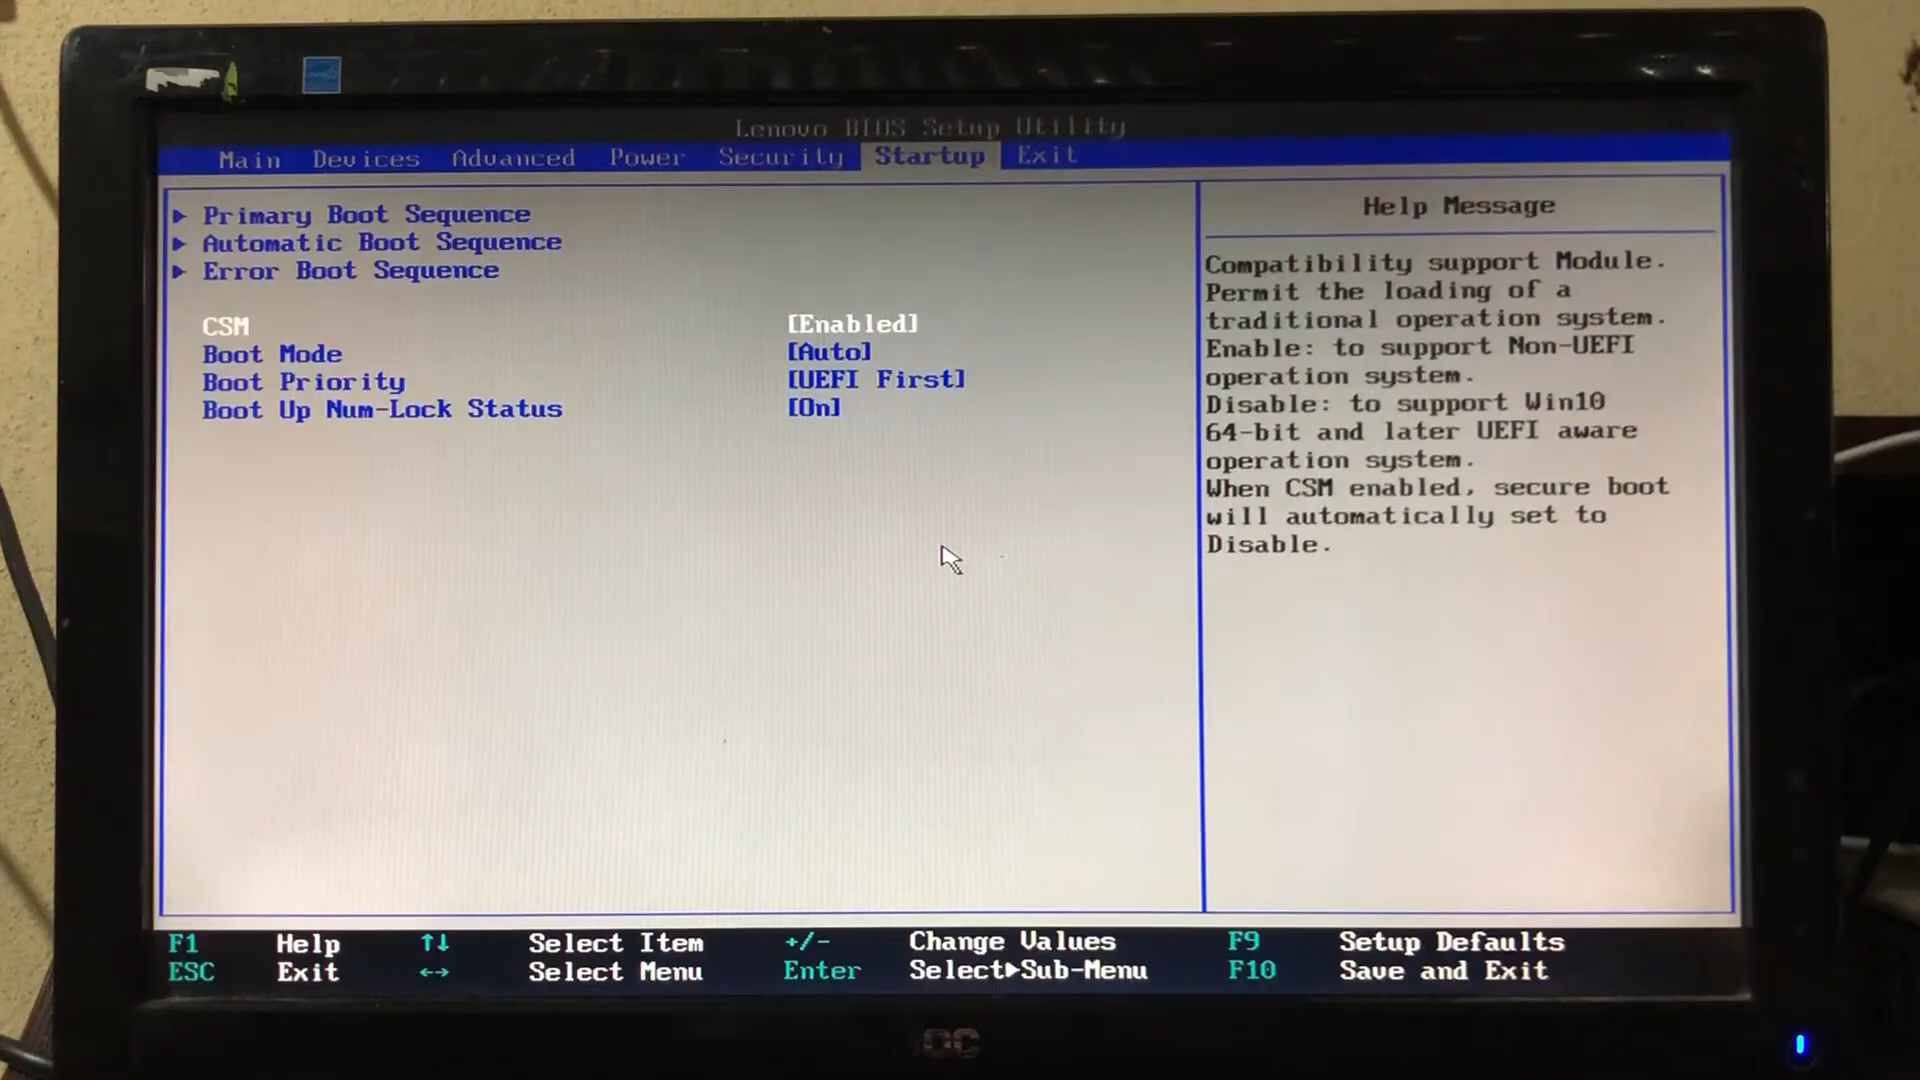 Lenovo BIOS Setup Utility
Main Devices Advanced Power Security Startup Exit
Primary Boot Sequence
Automatic Boot Sequence
Error Boot Sequence
CSM [Enabled]
Boot Mode [Auto]
Boot Priority [UEFI First]
Boot Up Num-Lock Status [On]
Help Message
Compatibility support Module.
Permit the loading of a
traditional operation system.
Enable: to support Non-UEFI
operation system.
Disable: to support Win10
64-bit and later UEFI aware
operation system.
When CSM enabled, secure boot
will automatically set to
Disable.
F1 Help ↑↓ Select Item +/- Change Values F9 Setup Defaults
ESC Exit ←→ Select Menu Enter Select▶Sub-Menu F10 Save and Exit
AOC